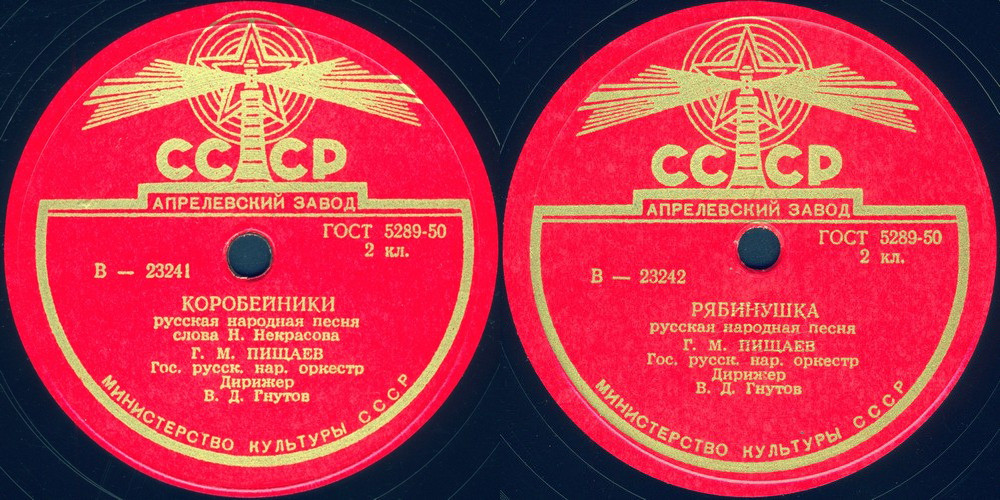 СССР
АПРЕЛЕВСКИЙ ЗАВОД
ГОСТ 5289-50
2 кл.
В — 23241
КОРОБЕЙНИКИ
русская народная песня
слова Н. Некрасова
Г. М. ПИЩАЕВ
Гос. русск. нар. оркестр
Дирижер
В. Д. Гнутов
МИНИСТЕРСТВО КУЛЬТУРЫ СССР
СССР
АПРЕЛЕВСКИЙ ЗАВОД
ГОСТ 5289-50
2 кл.
В — 23242
РЯБИНУШКА
русская народная песня
Г. М. ПИЩАЕВ
Гос. русск. нар. оркестр
Дирижер
В. Д. Гнутов
МИНИСТЕРСТВО КУЛЬТУРЫ СССР